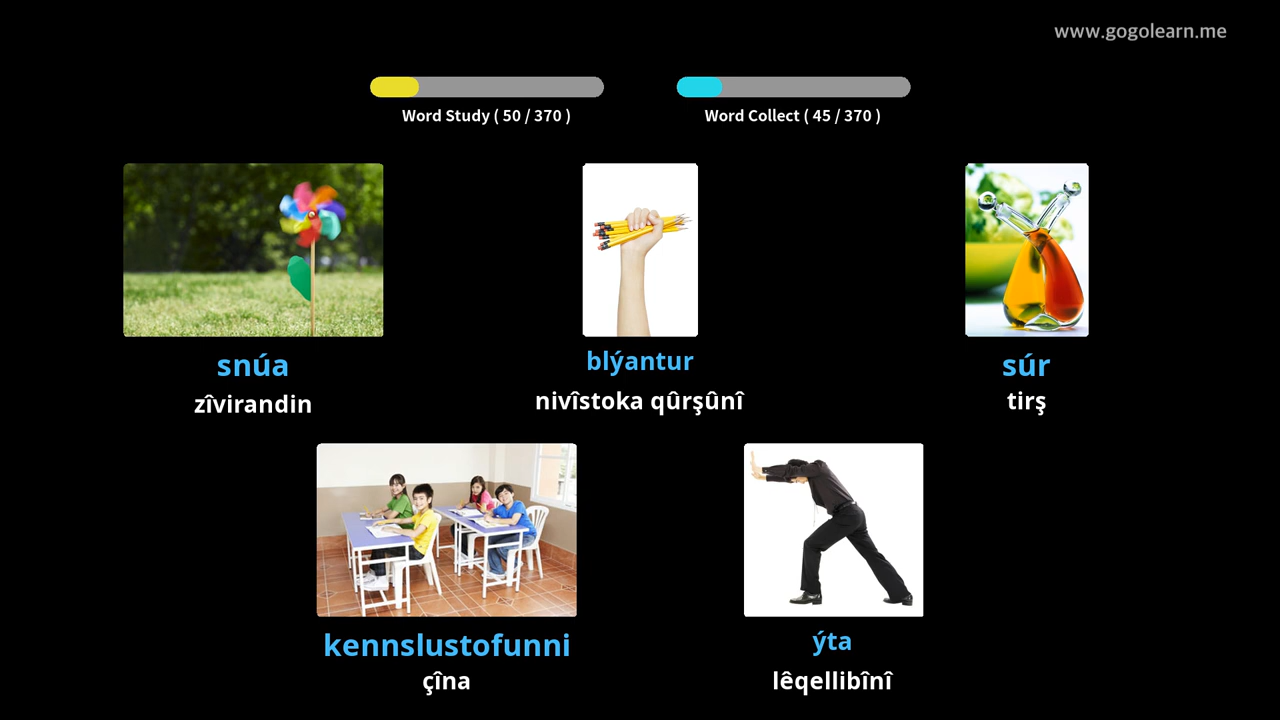 www.gogolearn.me
Word Study ( 50 / 370 )
Word Collect ( 45 / 370 )
snúa
zîvirandin
blýantur
nivîstoka qûrşûnî
súr
tirş
kennslustofunni
çîna
ýta
lêqellibînî